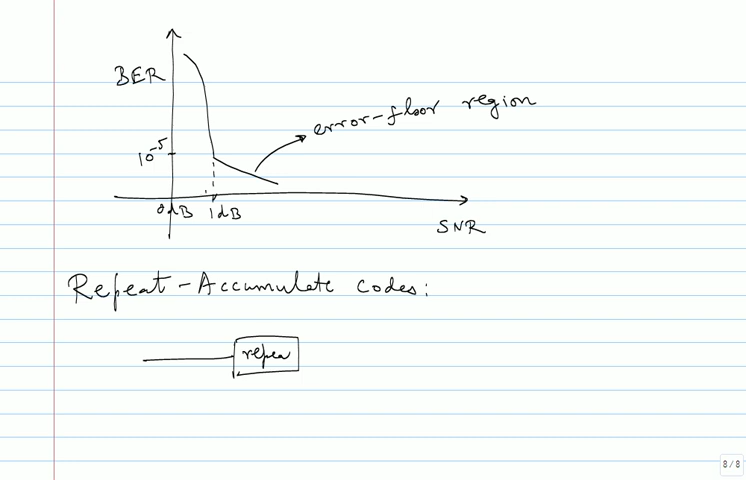 BER
error-floor region
10^-5
0dB 1dB
SNR
Repeat-Accumulate codes:
repea
8/8